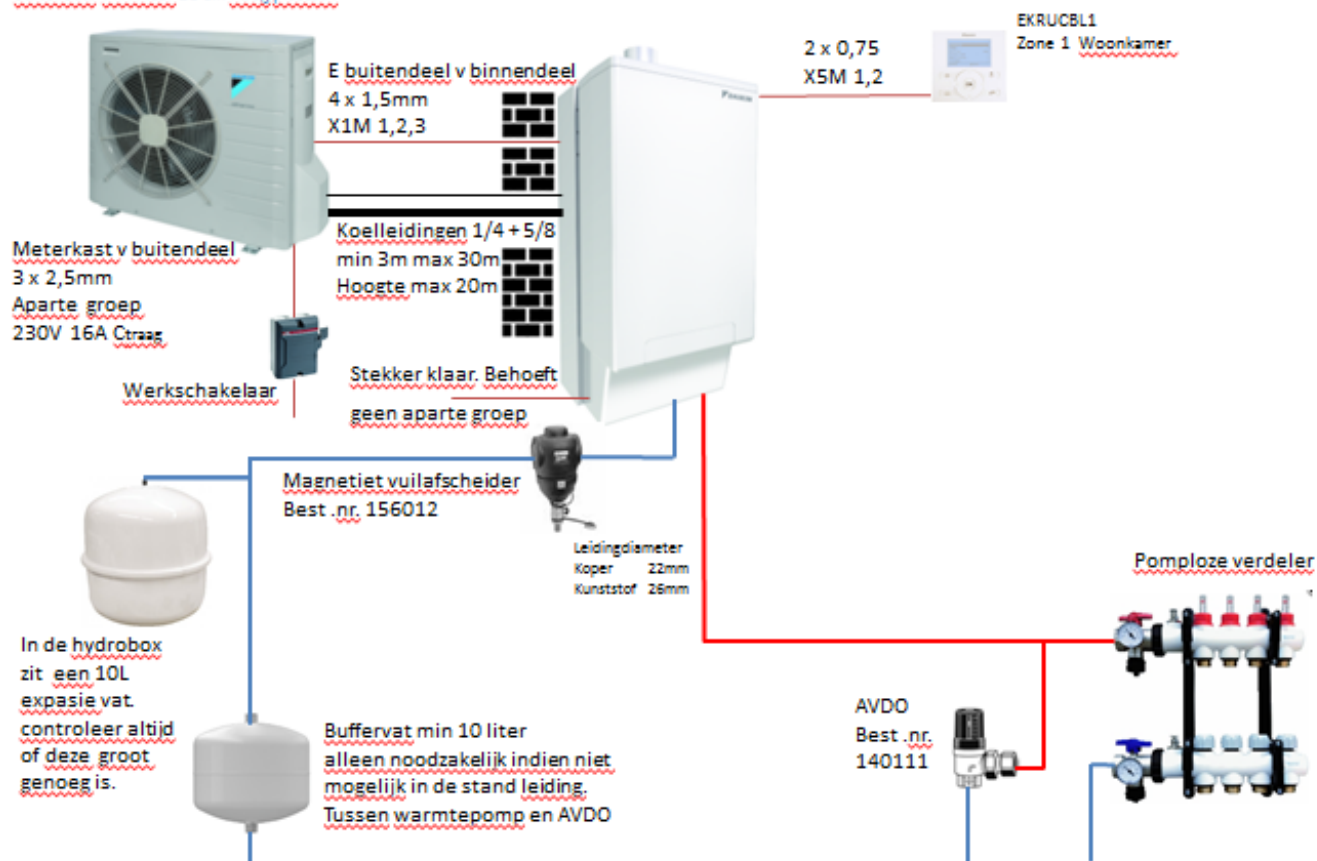 EKRUCBL1
Zone 1 Woonkamer
2 x 0,75
X5M 1,2
E buitendeel v binnendeel
4 x 1,5mm
X1M 1,2,3
Koelleidingen 1/4 + 5/8
min 3m max 30m
Hoogte max 20m
Meterkast v buitendeel
3 x 2,5mm
Aparte groep
230V 16A Ctraag
Werkschakelaar
Stekker klaar. Behoeft
geen aparte groep
Magnetiet vuilafscheider
Best .nr. 156012
Leidingdiameter
Koper 22mm
Kunststof 26mm
Pomploze verdeler
In de hydrobox
zit een 10L
expasie vat.
controleer altijd
of deze groot
genoeg is.
Buffervat min 10 liter
alleen noodzakelijk indien niet
mogelijk in de stand leiding.
Tussen warmtepomp en AVDO
AVDO
Best .nr.
140111